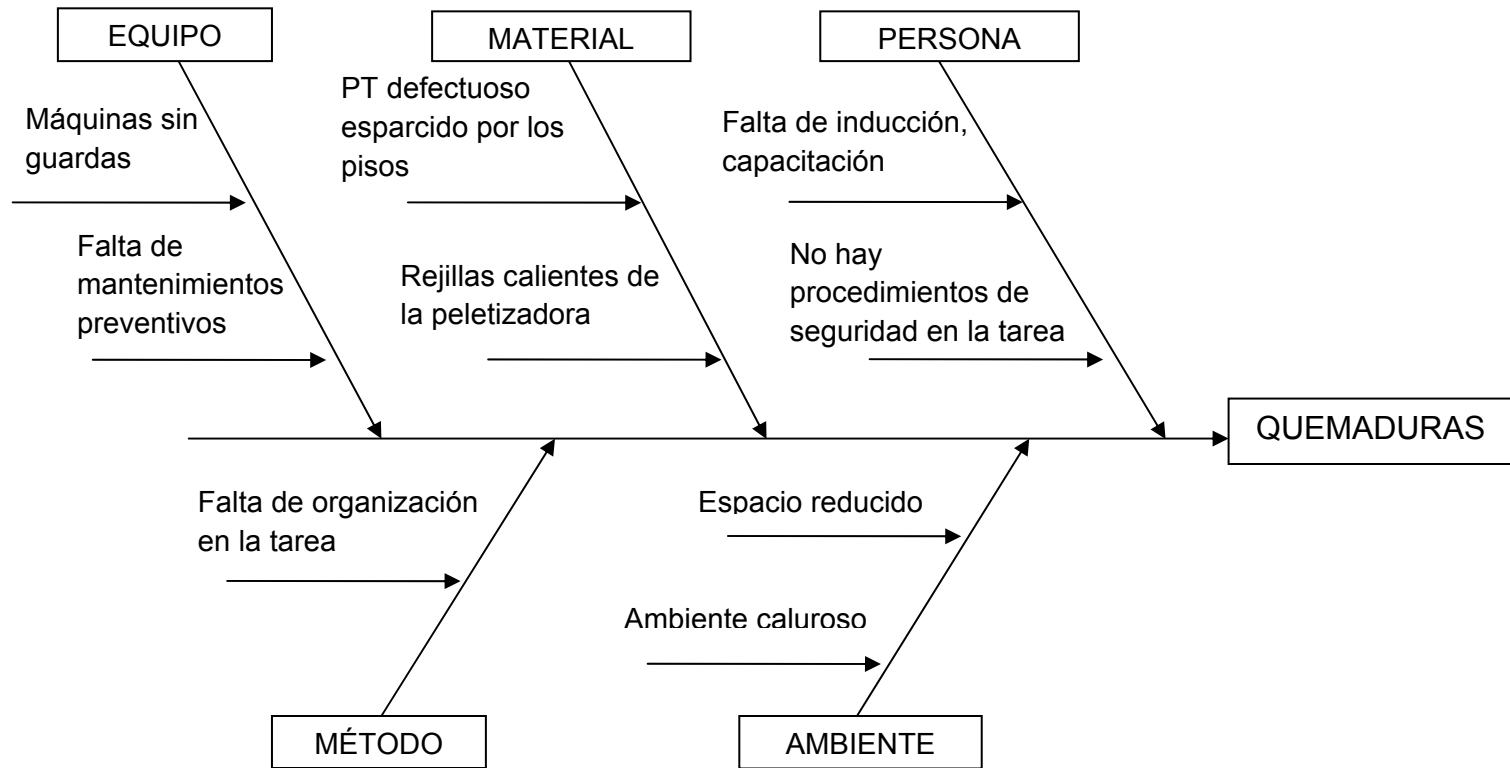 EQUIPO
MATERIAL
PERSONA
Máquinas sin
guardas
PT defectuoso
esparcido por los
pisos
Falta de inducción,
capacitación
Falta de
mantenimientos
preventivos
Rejillas calientes de
la peletizadora
No hay
procedimientos de
seguridad en la tarea
QUEMADURAS
Falta de organización
en la tarea
Espacio reducido
Ambiente caluroso
MÉTODO
AMBIENTE